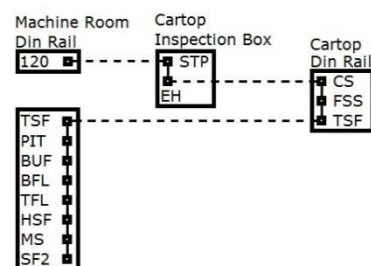 Machine Room
Din Rail
120
Cartop
Inspection Box
STP
EH
Cartop
Din Rail
CS
FSS
TSF
TSF
PIT
BUF
BFL
TFL
HSF
MS
SF2